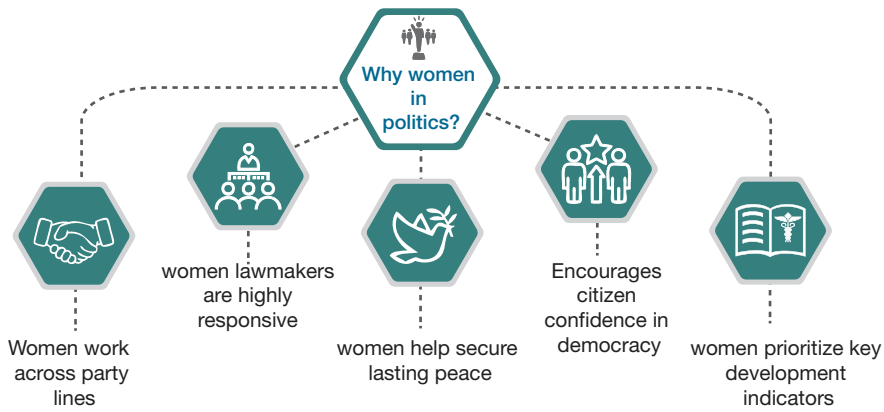 Why women
in
politics?
Women work
across party
lines
women lawmakers
are highly
responsive
women help secure
lasting peace
Encourages
citizen
confidence in
democracy
women prioritize key
development
indicators